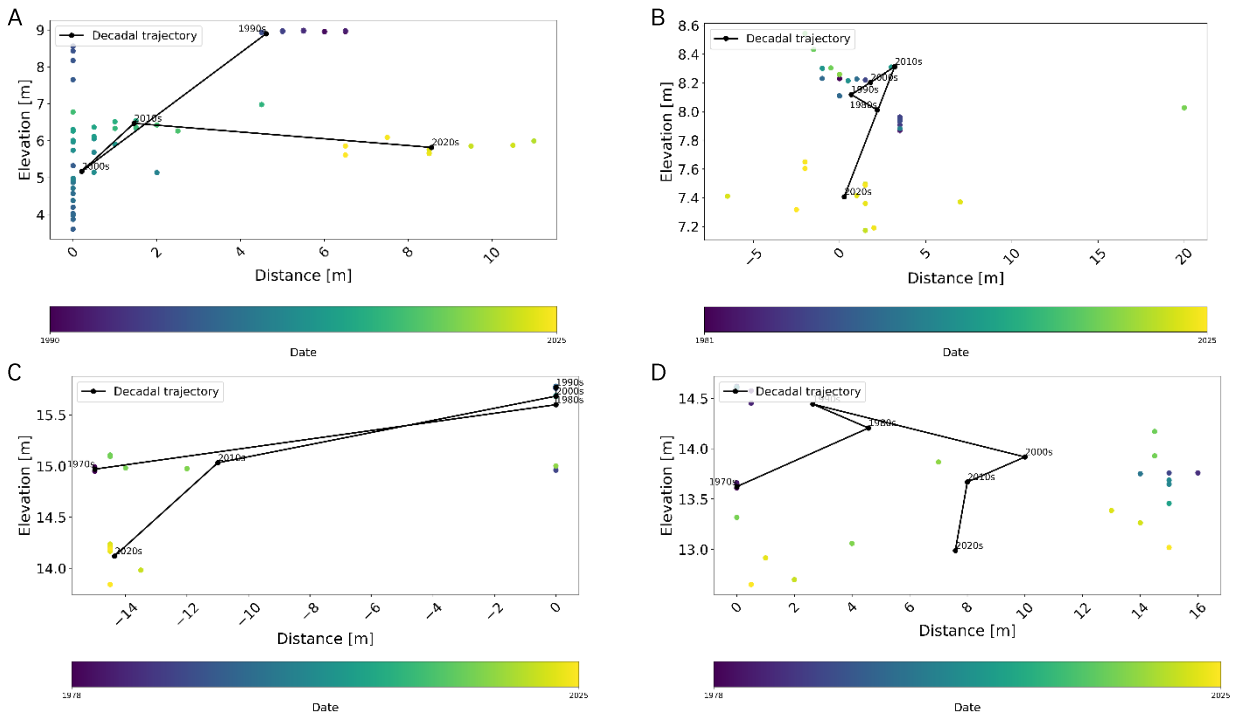 A
Decadal trajectory
1990s
2010s
2000s
2020s
Elevation [m]
9
8
7
6
5
4
0
2
4
6
8
10
Distance [m]
1990
2025
Date
B
Decadal trajectory
2010s
2000s
1990s
1980s
2020s
Elevation [m]
8.6
8.4
8.2
8.0
7.8
7.6
7.4
7.2
−5
0
5
10
15
20
Distance [m]
1981
2025
Date
C
Decadal trajectory
1990s
2000s
1980s
1970s
2010s
2020s
Elevation [m]
15.5
15.0
14.5
14.0
−14
−12
−10
−8
−6
−4
−2
0
Distance [m]
1978
2025
Date
D
Decadal trajectory
1980s
2000s
1970s
2010s
2020s
Elevation [m]
14.5
14.0
13.5
13.0
0
2
4
6
8
10
12
14
16
Distance [m]
1978
2025
Date